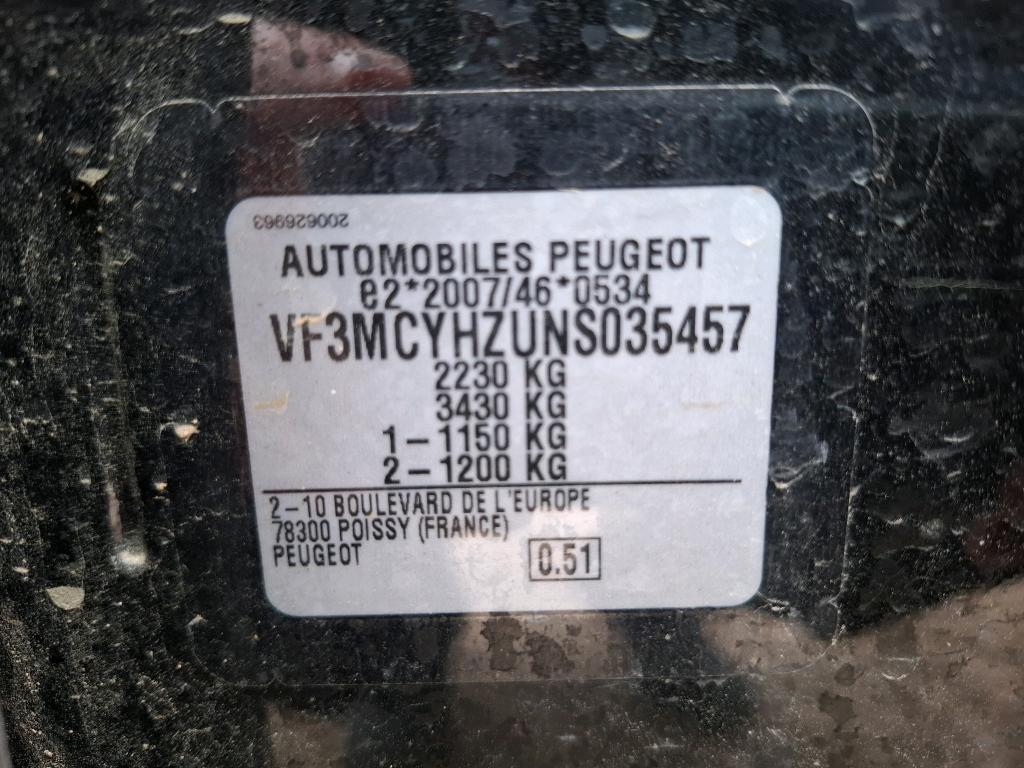 200626963
AUTOMOBILES PEUGEOT
e2*2007/46*0534
VF3MCYHZUNS035457
2230 KG
3430 KG
1-1150 KG
2-1200 KG
2-10 BOULEVARD DE L'EUROPE
78300 POISSY (FRANCE)
PEUGEOT
0.51